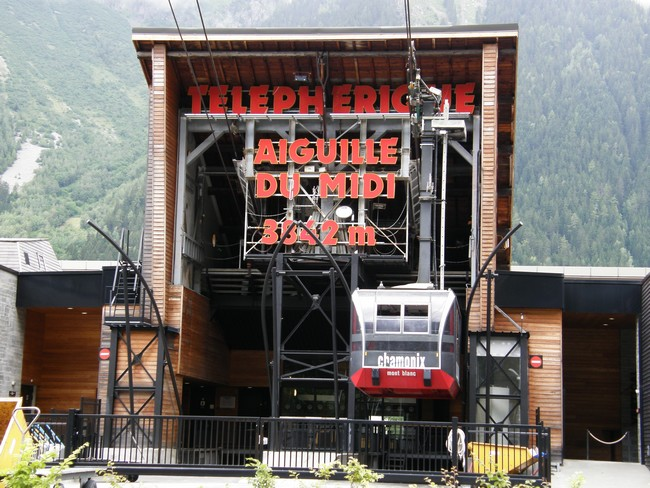 TELEPHERIQUE
AIGUILLE
DU MIDI
3842 m
chamonix
mont blanc